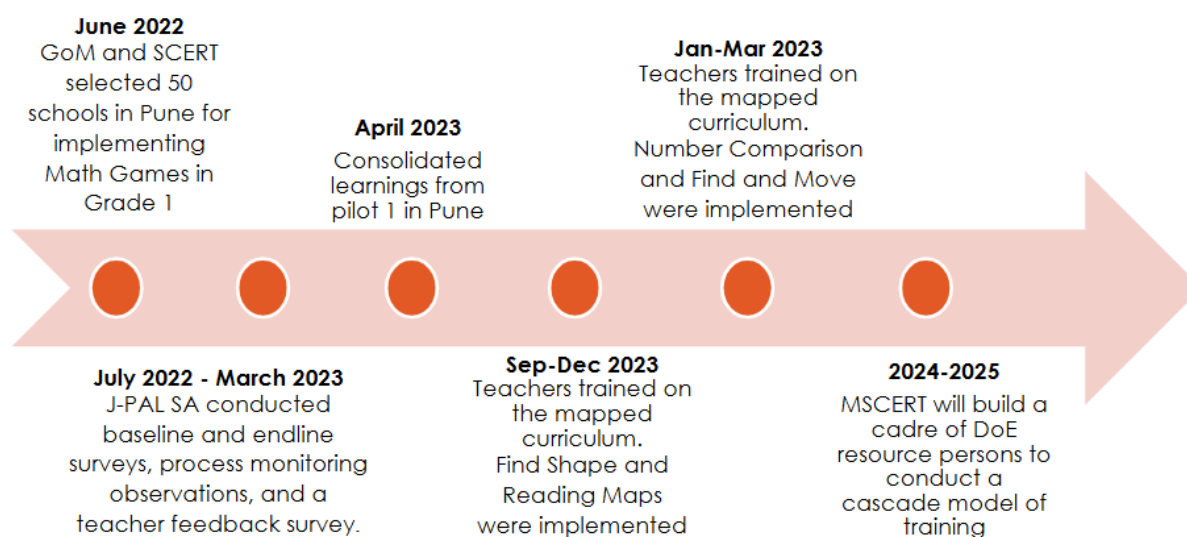 June 2022
GoM and SCERT
selected 50
schools in Pune for
implementing
Math Games in
Grade 1
July 2022 - March 2023
J-PAL SA conducted
baseline and endline
surveys, process monitoring
observations, and a
teacher feedback survey.
April 2023
Consolidated
learnings from
pilot 1 in Pune
Sep-Dec 2023
Teachers trained on
the mapped
curriculum.
Find Shape and
Reading Maps
were implemented
Jan-Mar 2023
Teachers trained on
the mapped
curriculum.
Number Comparison
and Find and Move
were implemented
2024-2025
MSCERT will build a
cadre of DoE
resource persons to
conduct a
cascade model of
training